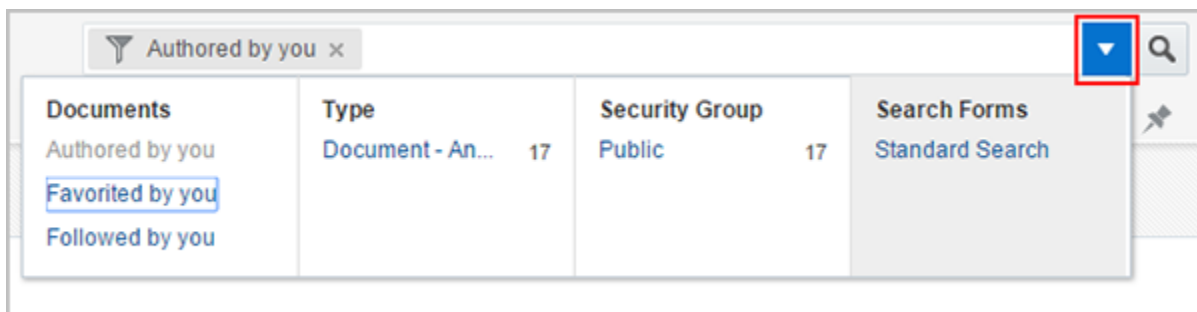 Authored by you ×
Documents
Authored by you
Favorited by you
Followed by you
Type
Document - An... 17
Security Group
Public 17
Search Forms
Standard Search